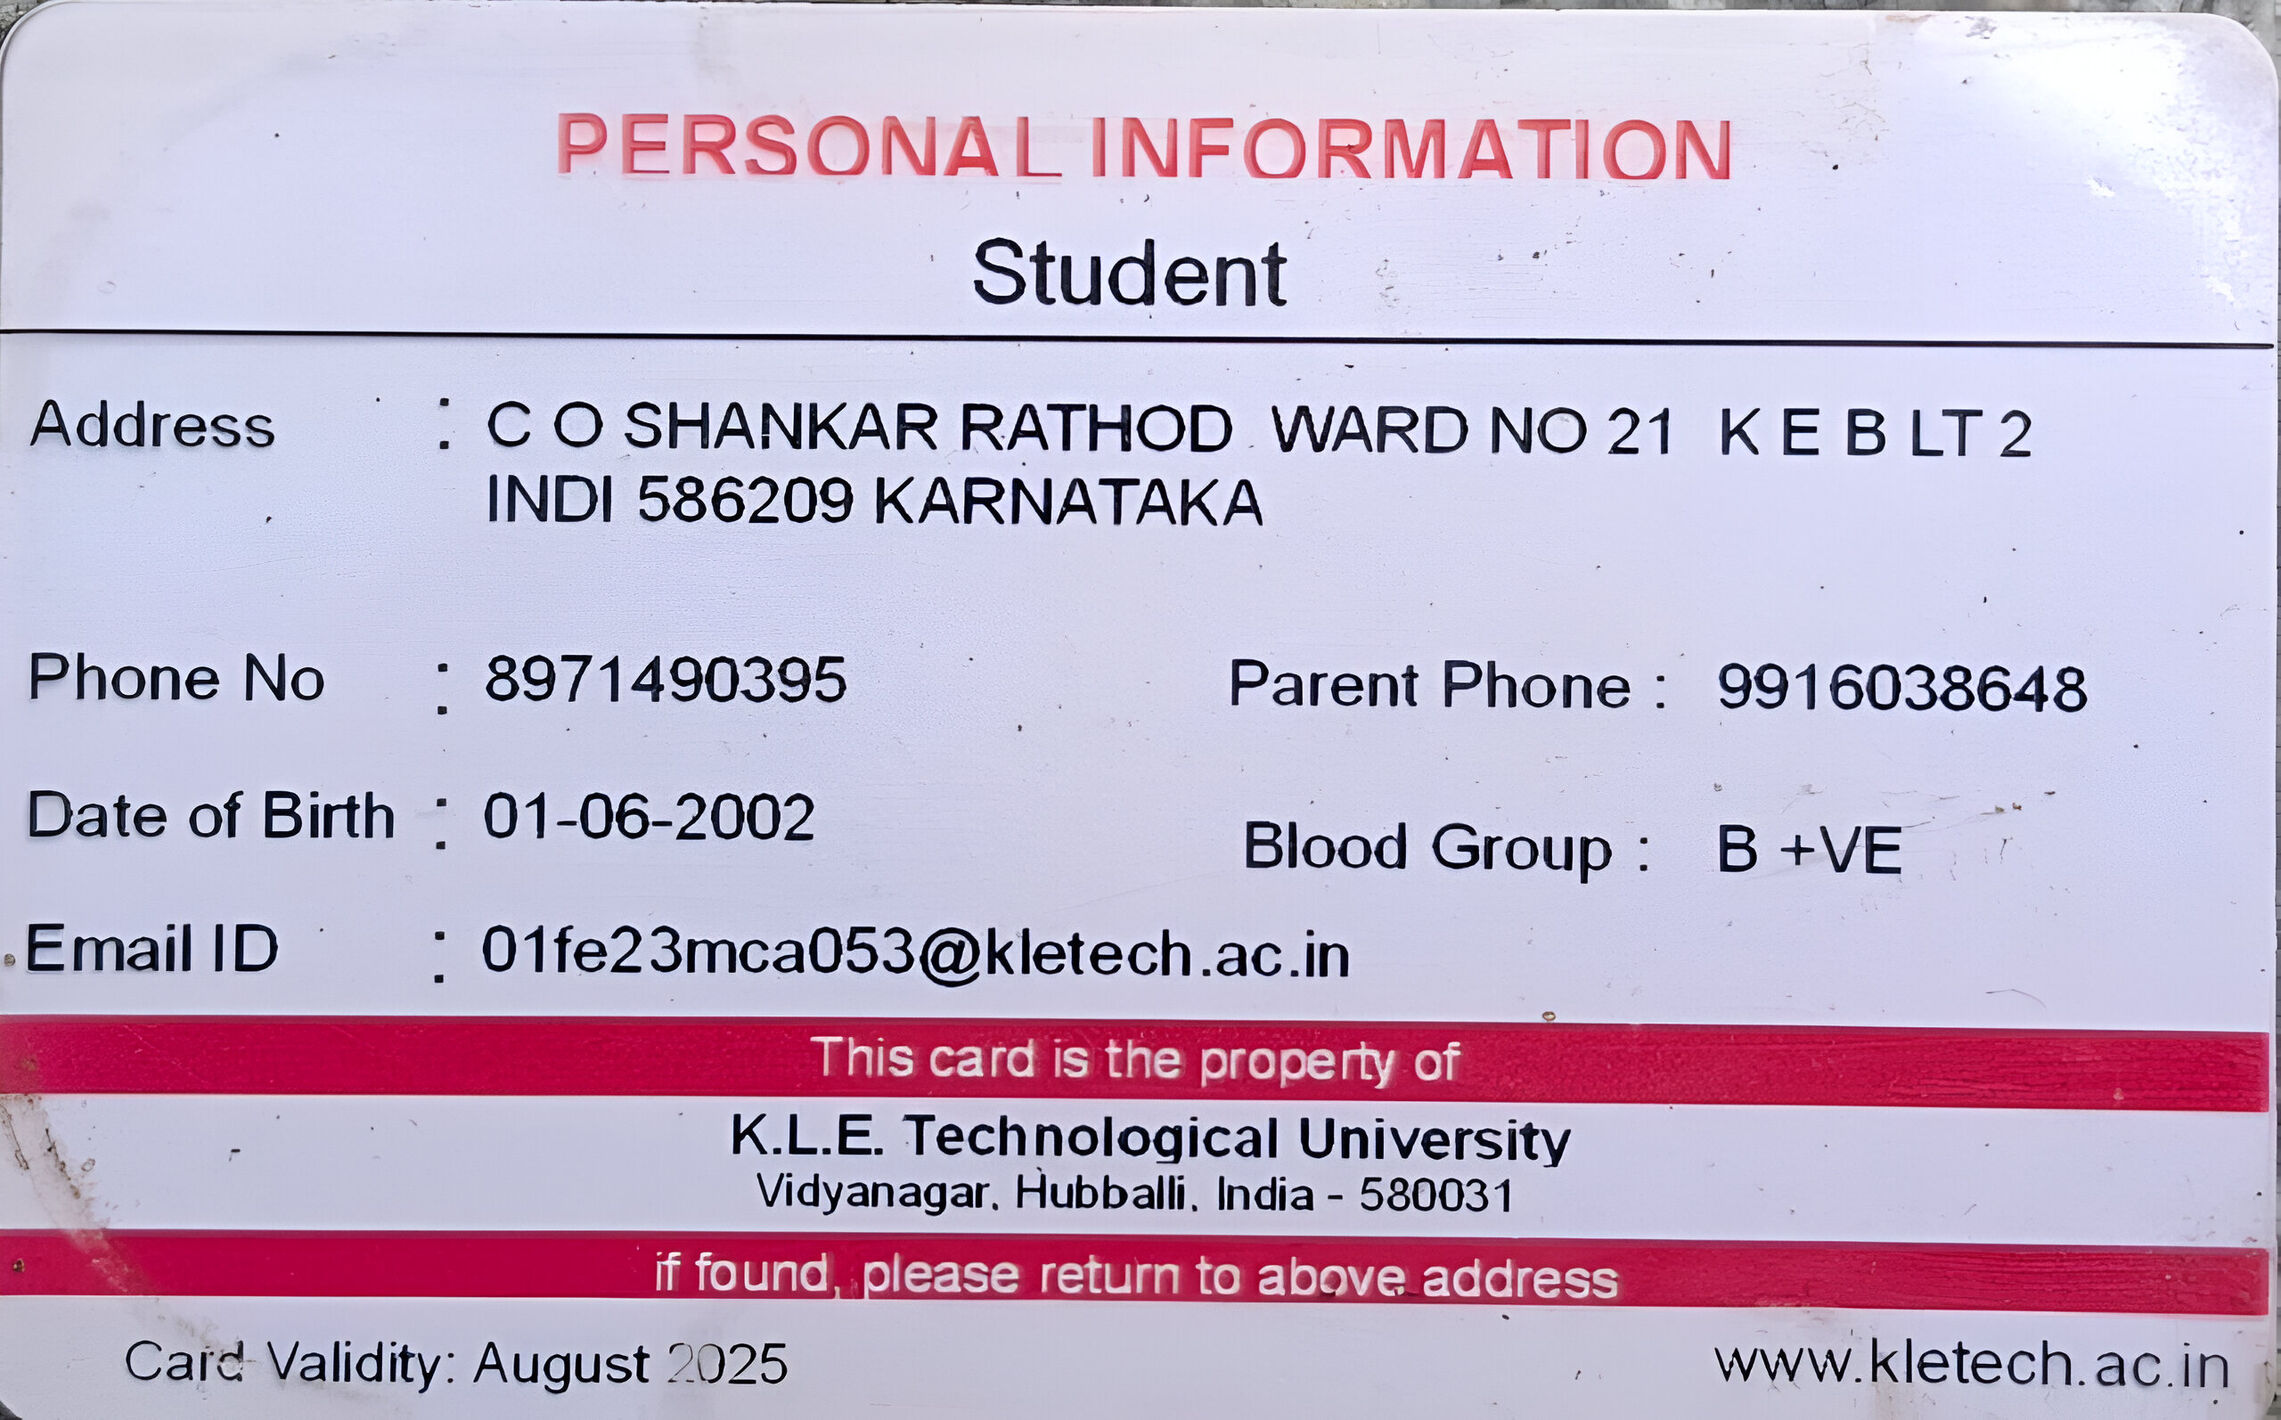 PERSONAL INFORMATION
Student
Address : C O SHANKAR RATHOD WARD NO 21 K E B LT 2
INDI 586209 KARNATAKA
Phone No : 8971490395 Parent Phone : 9916038648
Date of Birth : 01-06-2002 Blood Group : B +VE
Email ID : 01fe23mca053@kletech.ac.in
This card is the property of
K.L.E. Technological University
Vidyanagar, Hubballi, India - 580031
if found, please return to above address
Card Validity: August 2025 www.kletech.ac.in